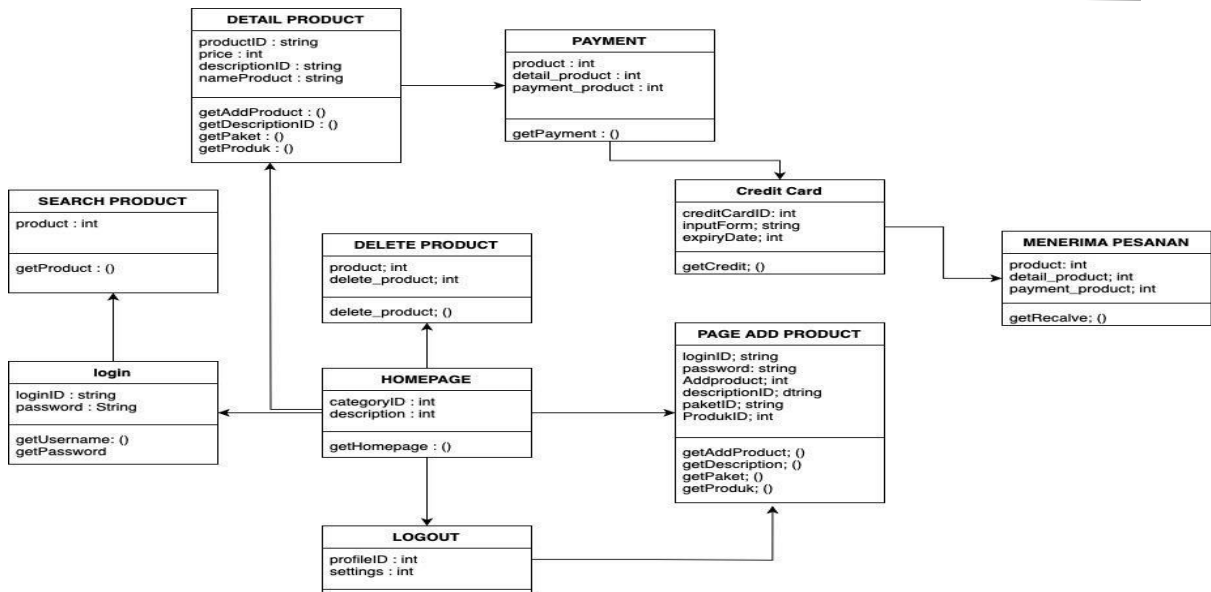 DETAIL PRODUCT
productID : string
price : int
descriptionID : string
nameProduct : string
getAddProduct : ()
getDescriptionID : ()
getPaket : ()
getProduk : ()
PAYMENT
product : int
detail_product : int
payment_product : int
getPayment : ()
SEARCH PRODUCT
product : int
getProduct : ()
Credit Card
creditCardID: int
inputForm; string
expiryDate; int
getCredit; ()
DELETE PRODUCT
product; int
delete_product; int
delete_product; ()
MENERIMA PESANAN
product: int
detail_product; int
payment_product; int
getRecalve; ()
login
loginID : string
password : String
getUsername: ()
getPassword
HOMEPAGE
categoryID : int
description : int
getHomepage : ()
PAGE ADD PRODUCT
loginID; string
password: string
Addproduct; int
descriptionID; dtring
paketID; string
ProdukID; int
getAddProduct; ()
getDescription; ()
getPaket; ()
getProduk; ()
LOGOUT
profileID : int
settings : int